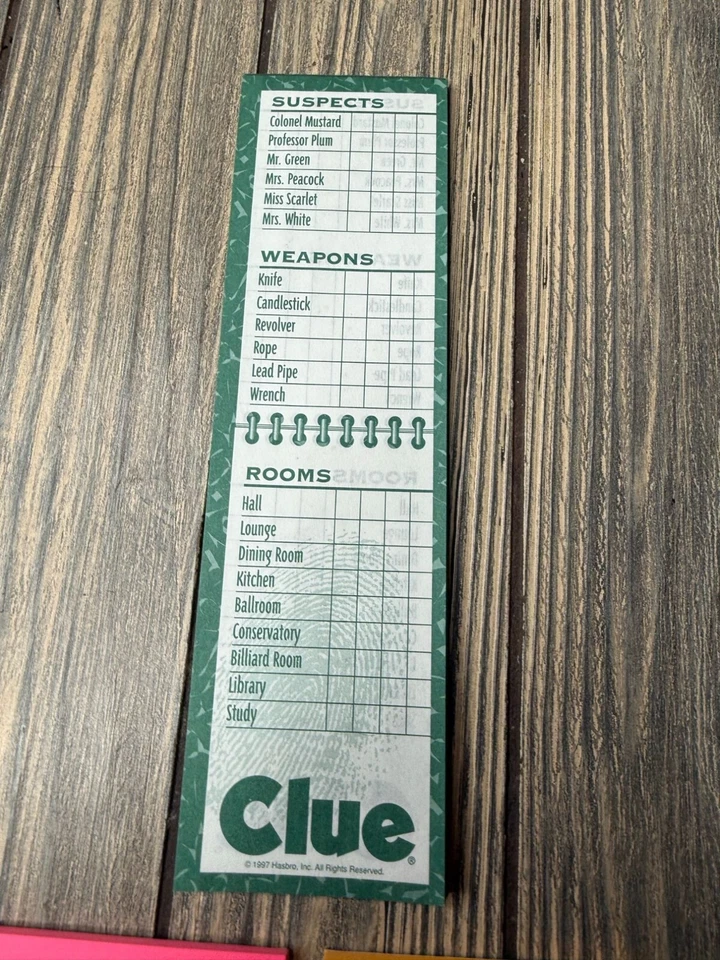 SUSPECTS
Colonel Mustard
Professor Plum
Mr. Green
Mrs. Peacock
Miss Scarlet
Mrs. White
WEAPONS
Knife
Candlestick
Revolver
Rope
Lead Pipe
Wrench
ROOMS
Hall
Lounge
Dining Room
Kitchen
Ballroom
Conservatory
Billiard Room
Library
Study
Clue®
© 1997 Hasbro, Inc. All Rights Reserved.